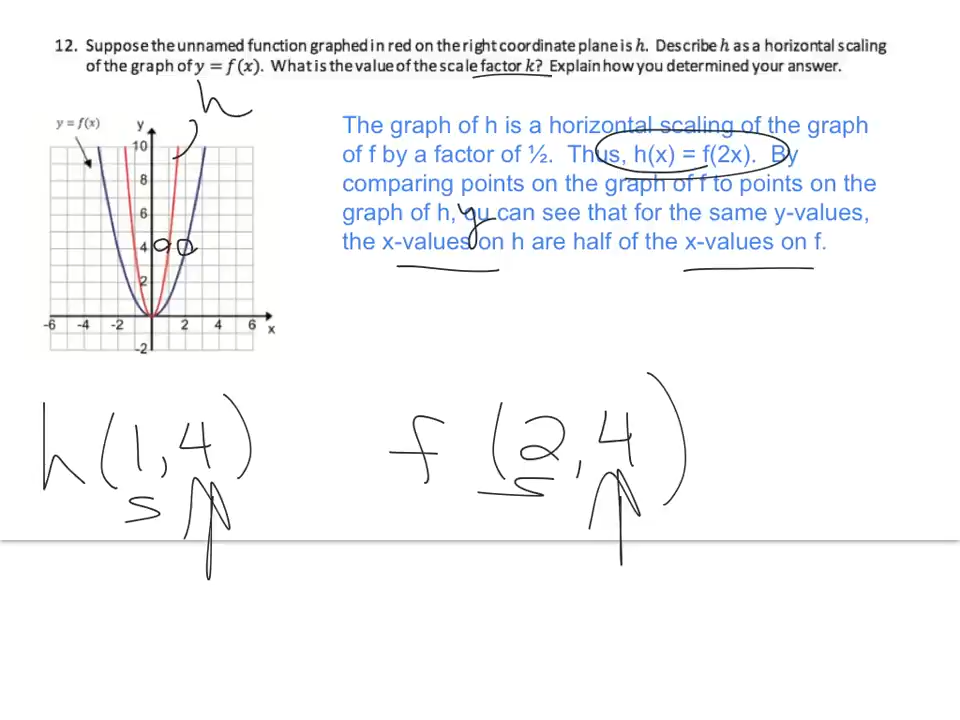 12. Suppose the unnamed function graphed in red on the right coordinate plane is h. Describe h as a horizontal scaling
of the graph of y = f(x). What is the value of the scale factor k? Explain how you determined your answer.
h
y = f(x)
y
10
8
6
4
2
-6 -4 -2 2 4 6 x
-2
The graph of h is a horizontal scaling of the graph
of f by a factor of ½. Thus, h(x) = f(2x). By
comparing points on the graph of f to points on the
graph of h, you can see that for the same y-values,
the x-values on h are half of the x-values on f.
y
h(1,4) f(2,4)